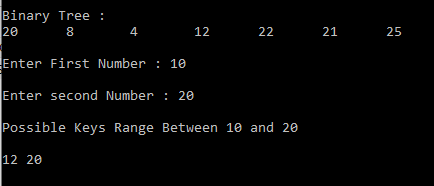 Binary Tree :
20 8 4 12 22 21 25
Enter First Number : 10
Enter second Number : 20
Possible Keys Range Between 10 and 20
12 20